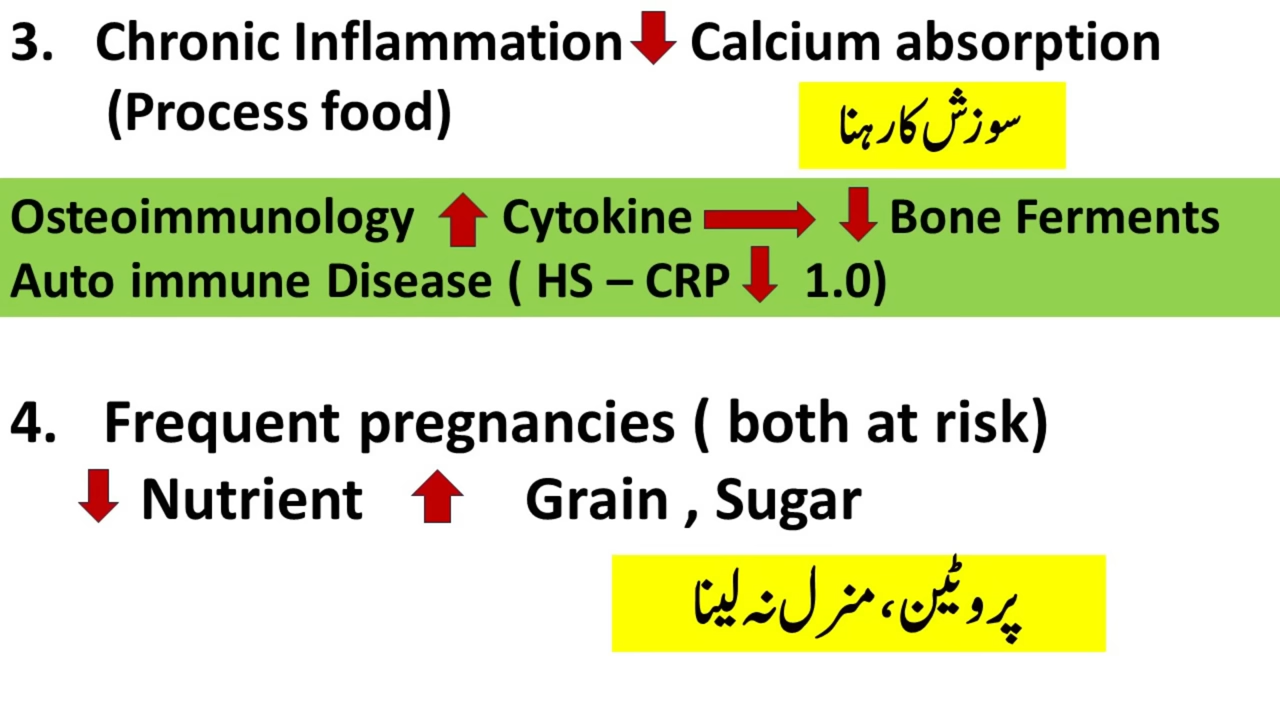 3. Chronic Inflammation Calcium absorption
(Process food)
سوزش کا رہنا
Osteoimmunology Cytokine Bone Ferments
Auto immune Disease ( HS – CRP 1.0)
4. Frequent pregnancies ( both at risk)
Nutrient Grain , Sugar
پروٹین، منرل نہ لینا